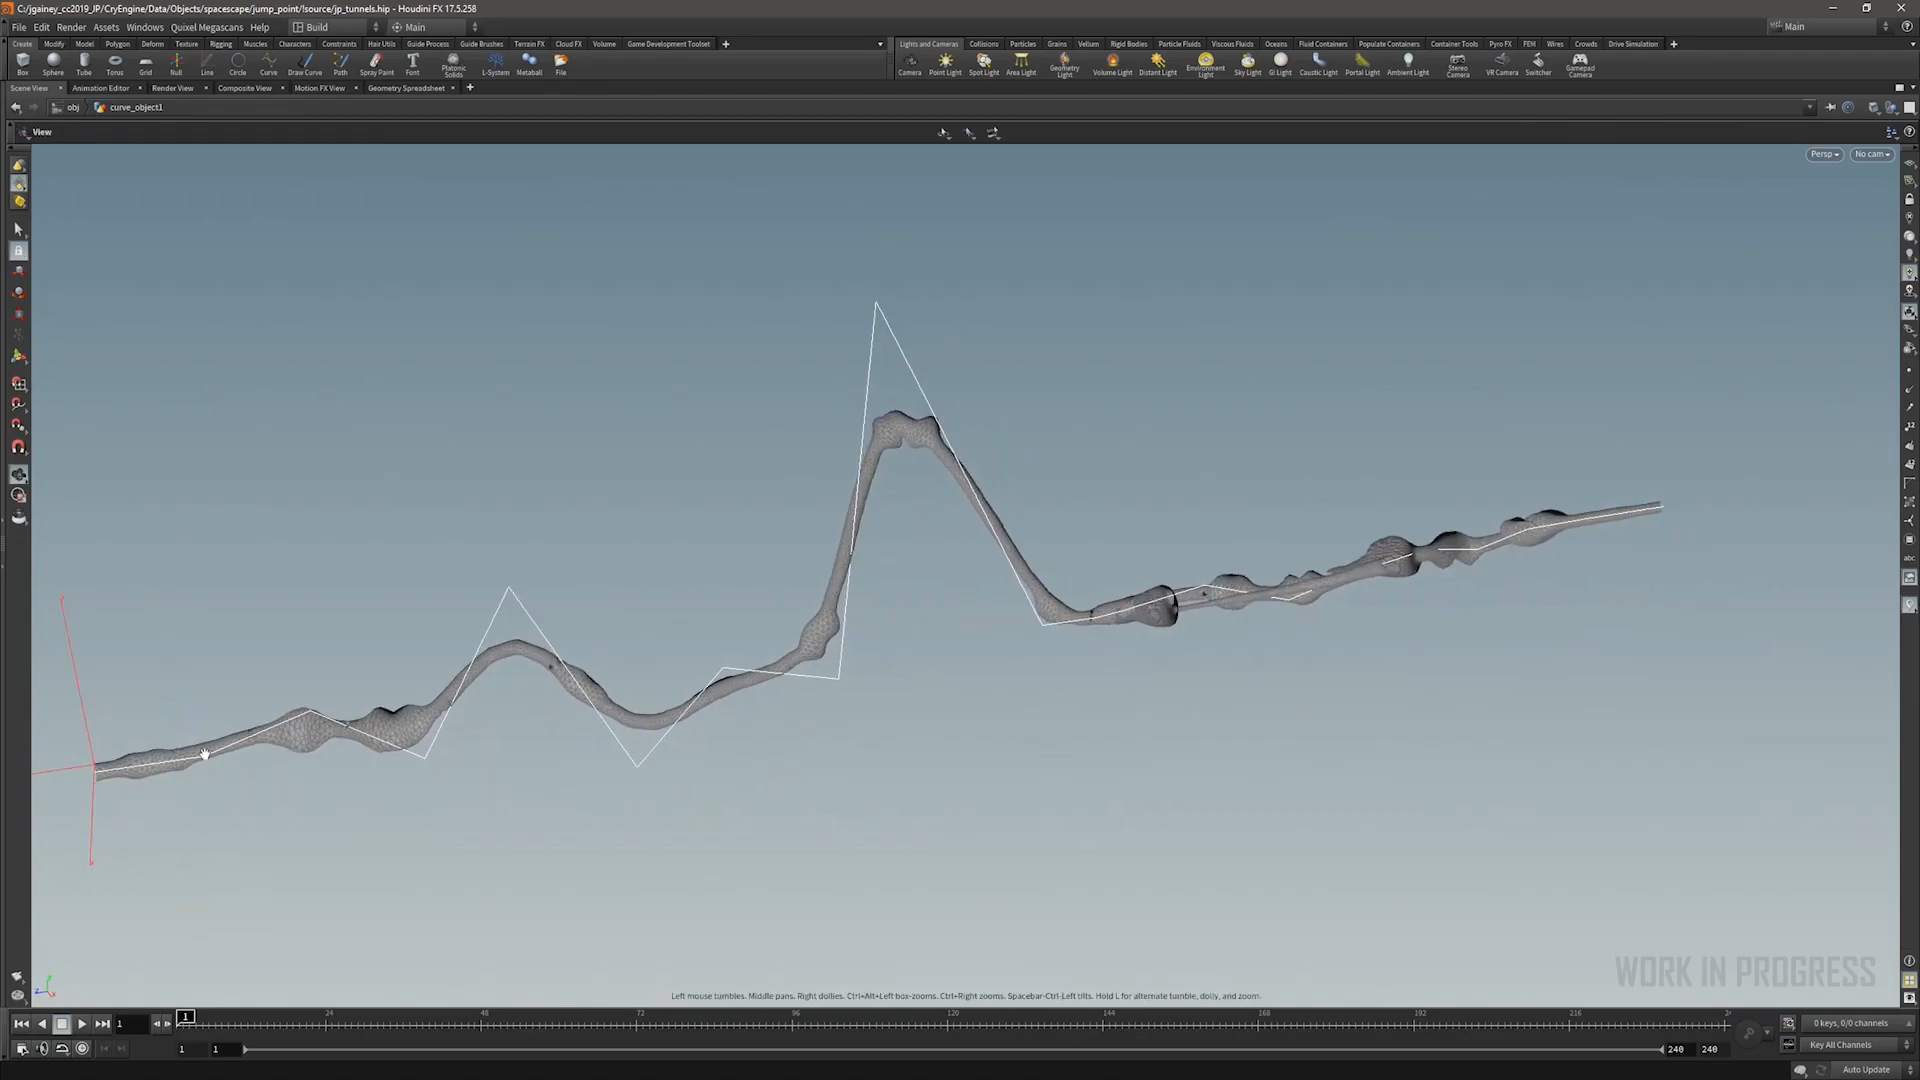 C:/jgainey_cc2019_JP/CryEngine/Data/Objects/spacescape/jump_point/!source/jp_tunnels.hip - Houdini FX 17.5.258
File Edit Render Assets Windows Quixel Megascans Help Build Main Main
Create Modify Model Polygon Deform Texture Rigging Muscles Characters Constraints Hair Utils Guide Process Guide Brushes Terrain FX Cloud FX Volume Game Development Toolset
Lights and Cameras Collisions Particles Grains Vellum Rigid Bodies Particle Fluids Viscous Fluids Oceans Fluid Containers Populate Containers Container Tools Pyro FX FEM Wires Crowds Drive Simulation
Box Sphere Tube Torus Grid Null Line Circle Curve Draw Curve Path Spray Paint Font Platonic Solids L-System Metaball File
Camera Point Light Spot Light Area Light Geometry Light Volume Light Distant Light Environment Light Sky Light GI Light Caustic Light Portal Light Ambient Light Stereo Camera VR Camera Switcher Gamepad Camera
Scene View Animation Editor Render View Composite View Motion FX View Geometry Spreadsheet
obj curve_object1
View
Persp No cam
abc
WORK IN PROGRESS
Left mouse tumbles. Middle pans. Right dollies. Ctrl+Alt+Left box-zooms. Ctrl+Right zooms. Spacebar-Ctrl-Left tilts. Hold L for alternate tumble, dolly, and zoom.
1 1 24 48 72 96 120 144 168 192 216 0 keys, 0/0 channels
1 1 240 240 Key All Channels
Auto Update